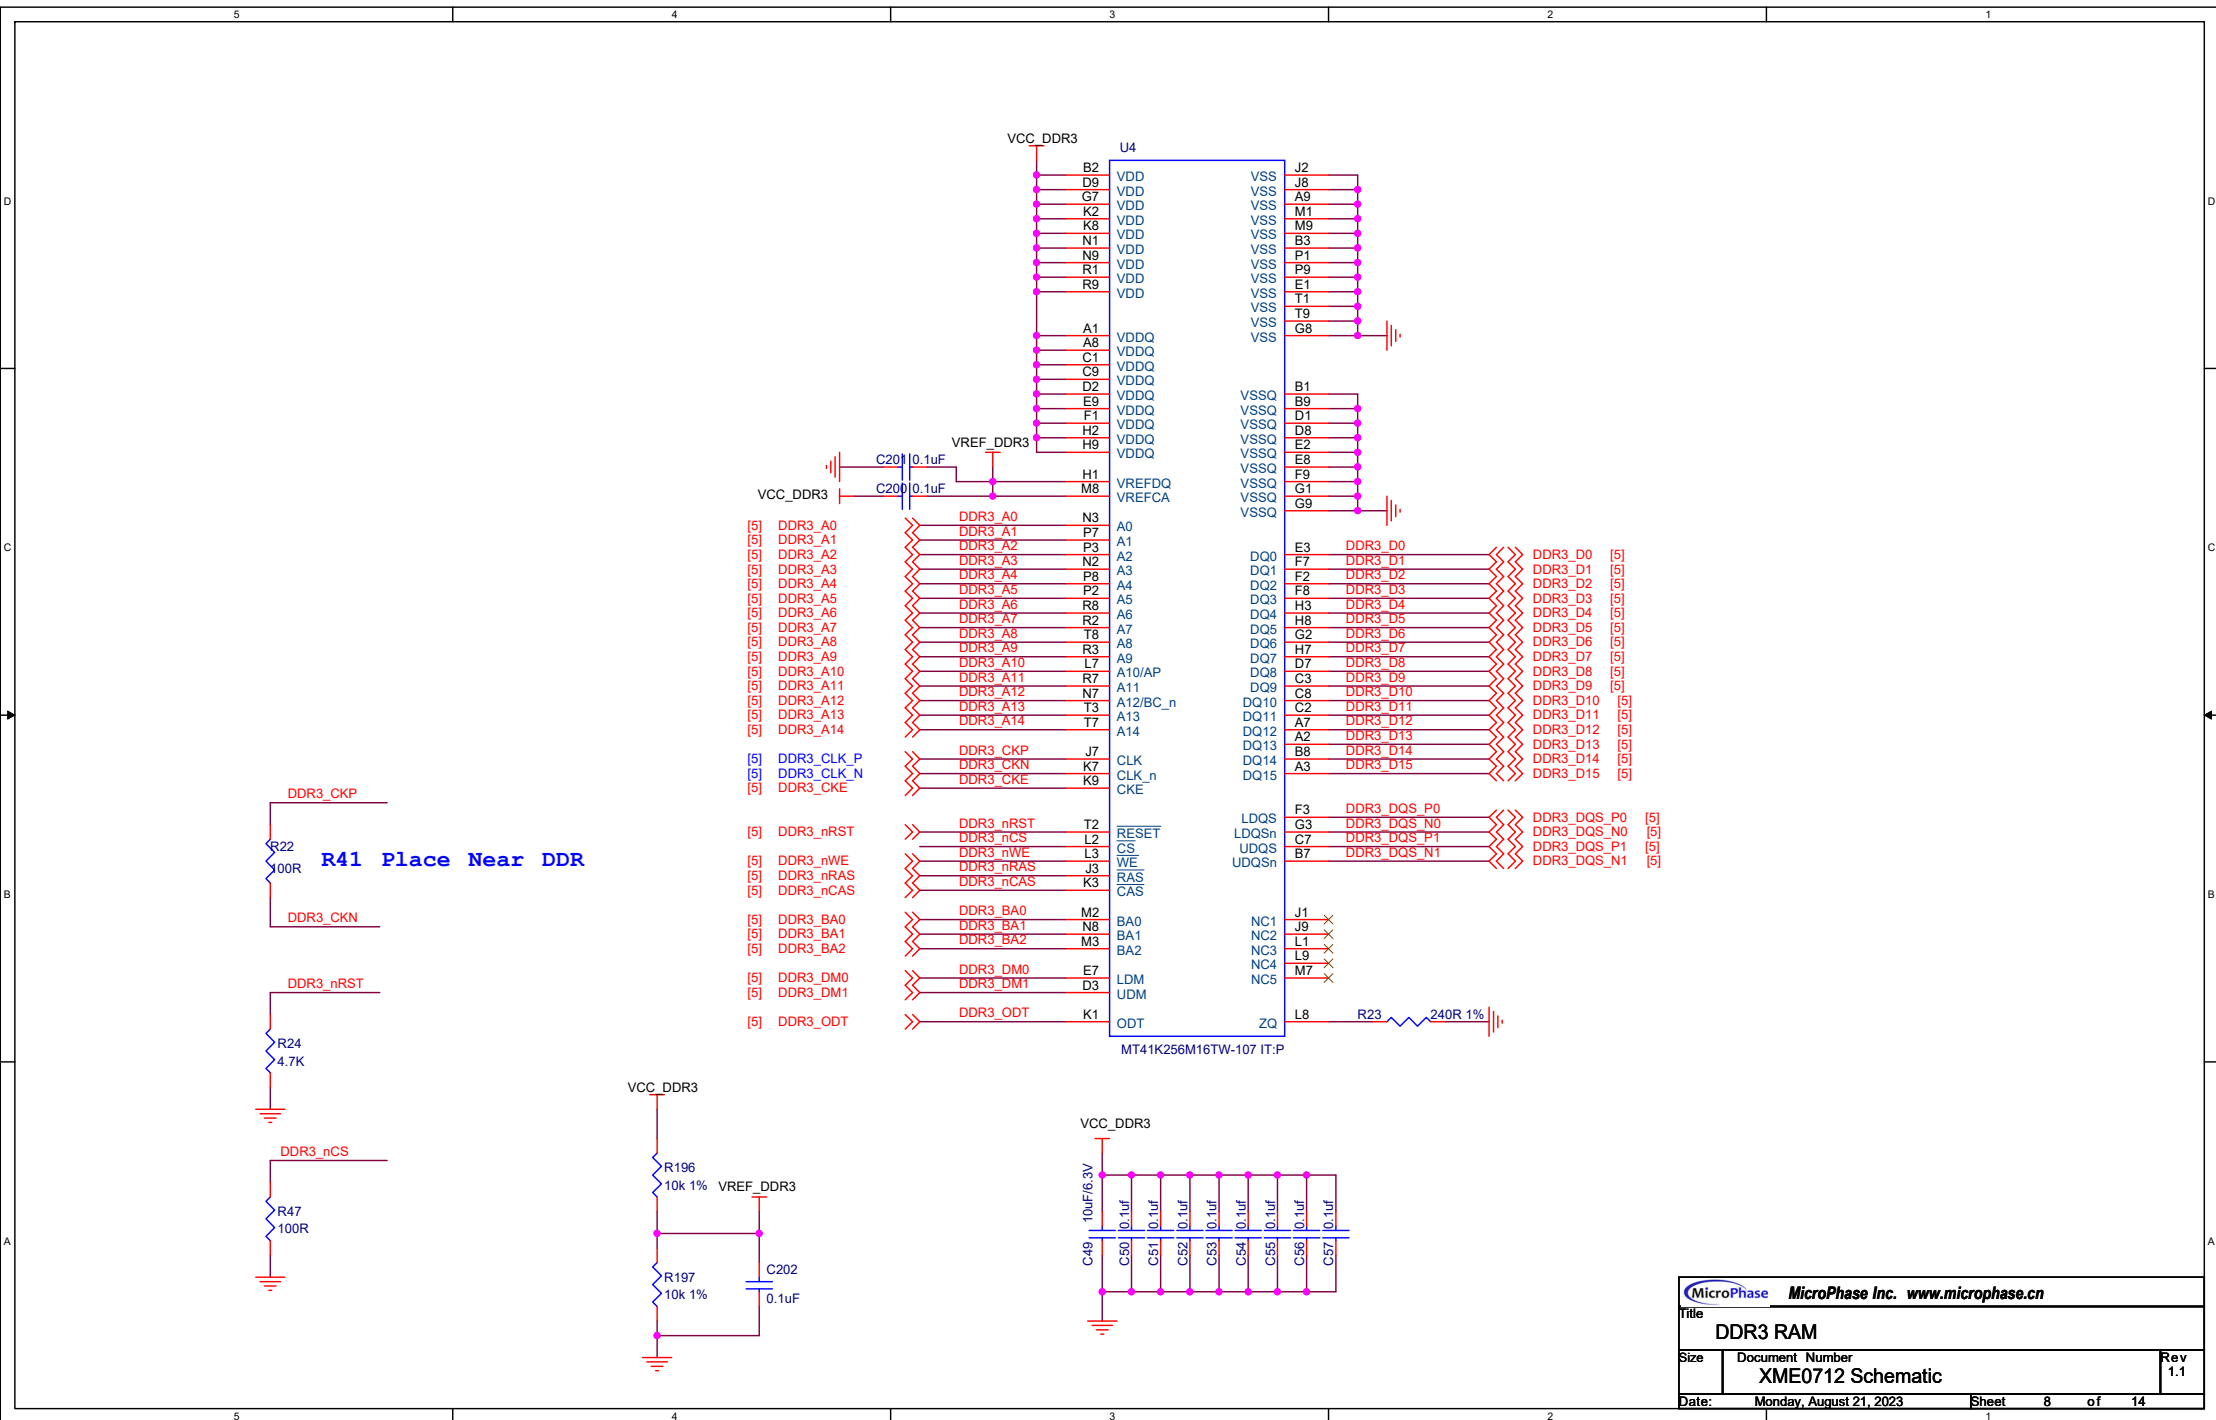 5 4 3 2 1
D D
C C
B B
A A
VCC_DDR3
U4
B2 VDD VSS J2
D9 VDD VSS J8
G7 VDD VSS A9
K2 VDD VSS M1
K8 VDD VSS M9
N1 VDD VSS B3
N9 VDD VSS P1
R1 VDD VSS P9
R9 VDD VSS E1
VSS T1
VSS T9
A1 VDDQ VSS G8
A8 VDDQ
C1 VDDQ
C9 VDDQ
D2 VDDQ VSSQ B1
E9 VDDQ VSSQ B9
F1 VDDQ VSSQ D1
H2 VDDQ VSSQ D8
H9 VDDQ VSSQ E2
VSSQ E8
VSSQ F9
VSSQ G1
VSSQ G9
VREF_DDR3
C201 0.1uF
H1 VREFDQ
VCC_DDR3 C200 0.1uF
M8 VREFCA
[5] DDR3_A0 DDR3_A0 N3 A0
[5] DDR3_A1 DDR3_A1 P7 A1
[5] DDR3_A2 DDR3_A2 P3 A2
[5] DDR3_A3 DDR3_A3 N2 A3
[5] DDR3_A4 DDR3_A4 P8 A4
[5] DDR3_A5 DDR3_A5 P2 A5
[5] DDR3_A6 DDR3_A6 R8 A6
[5] DDR3_A7 DDR3_A7 R2 A7
[5] DDR3_A8 DDR3_A8 T8 A8
[5] DDR3_A9 DDR3_A9 R3 A9
[5] DDR3_A10 DDR3_A10 L7 A10/AP
[5] DDR3_A11 DDR3_A11 R7 A11
[5] DDR3_A12 DDR3_A12 N7 A12/BC_n
[5] DDR3_A13 DDR3_A13 T3 A13
[5] DDR3_A14 DDR3_A14 T7 A14
[5] DDR3_CLK_P DDR3_CKP J7 CLK
[5] DDR3_CLK_N DDR3_CKN K7 CLK_n
[5] DDR3_CKE DDR3_CKE K9 CKE
[5] DDR3_nRST DDR3_nRST T2 RESET
DDR3_nCS L2 CS
[5] DDR3_nWE DDR3_nWE L3 WE
[5] DDR3_nRAS DDR3_nRAS J3 RAS
[5] DDR3_nCAS DDR3_nCAS K3 CAS
[5] DDR3_BA0 DDR3_BA0 M2 BA0
[5] DDR3_BA1 DDR3_BA1 N8 BA1
[5] DDR3_BA2 DDR3_BA2 M3 BA2
[5] DDR3_DM0 DDR3_DM0 E7 LDM
[5] DDR3_DM1 DDR3_DM1 D3 UDM
[5] DDR3_ODT DDR3_ODT K1 ODT
DQ0 E3 DDR3_D0 DDR3_D0 [5]
DQ1 F7 DDR3_D1 DDR3_D1 [5]
DQ2 F2 DDR3_D2 DDR3_D2 [5]
DQ3 F8 DDR3_D3 DDR3_D3 [5]
DQ4 H3 DDR3_D4 DDR3_D4 [5]
DQ5 H8 DDR3_D5 DDR3_D5 [5]
DQ6 G2 DDR3_D6 DDR3_D6 [5]
DQ7 H7 DDR3_D7 DDR3_D7 [5]
DQ8 D7 DDR3_D8 DDR3_D8 [5]
DQ9 C3 DDR3_D9 DDR3_D9 [5]
DQ10 C8 DDR3_D10 DDR3_D10 [5]
DQ11 C2 DDR3_D11 DDR3_D11 [5]
DQ12 A7 DDR3_D12 DDR3_D12 [5]
DQ13 A2 DDR3_D13 DDR3_D13 [5]
DQ14 B8 DDR3_D14 DDR3_D14 [5]
DQ15 A3 DDR3_D15 DDR3_D15 [5]
LDQS F3 DDR3_DQS_P0 DDR3_DQS_P0 [5]
LDQSn G3 DDR3_DQS_N0 DDR3_DQS_N0 [5]
UDQS C7 DDR3_DQS_P1 DDR3_DQS_P1 [5]
UDQSn B7 DDR3_DQS_N1 DDR3_DQS_N1 [5]
NC1 J1
NC2 J9
NC3 L1
NC4 L9
NC5 M7
ZQ L8 R23 240R 1%
MT41K256M16TW-107 IT:P
DDR3_CKP
R22
100R
R41 Place Near DDR
DDR3_CKN
DDR3_nRST
R24
4.7K
DDR3_nCS
R47
100R
VCC_DDR3
R196
10k 1%
VREF_DDR3
R197
10k 1%
C202
0.1uF
VCC_DDR3
C49 10uF/6.3V
C50 0.1uf
C51 0.1uf
C52 0.1uf
C53 0.1uf
C54 0.1uf
C55 0.1uf
C56 0.1uf
C57 0.1uf
MicroPhase MicroPhase Inc. www.microphase.cn
Title
DDR3 RAM
Size Document Number Rev
XME0712 Schematic 1.1
Date: Monday, August 21, 2023 Sheet 8 of 14
5 4 3 2 1